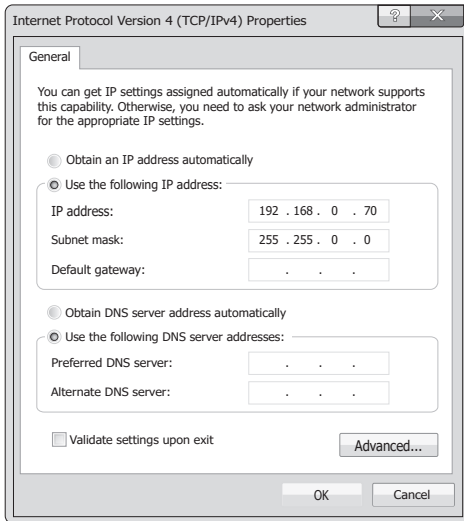 Internet Protocol Version 4 (TCP/IPv4) Properties
?
General
You can get IP settings assigned automatically if your network supports
this capability. Otherwise, you need to ask your network administrator
for the appropriate IP settings.
Obtain an IP address automatically
Use the following IP address:
IP address: 192 . 168 . 0 . 70
Subnet mask: 255 . 255 . 0 . 0
Default gateway: . . .
Obtain DNS server address automatically
Use the following DNS server addresses:
Preferred DNS server: . . .
Alternate DNS server: . . .
Validate settings upon exit
Advanced...
OK Cancel